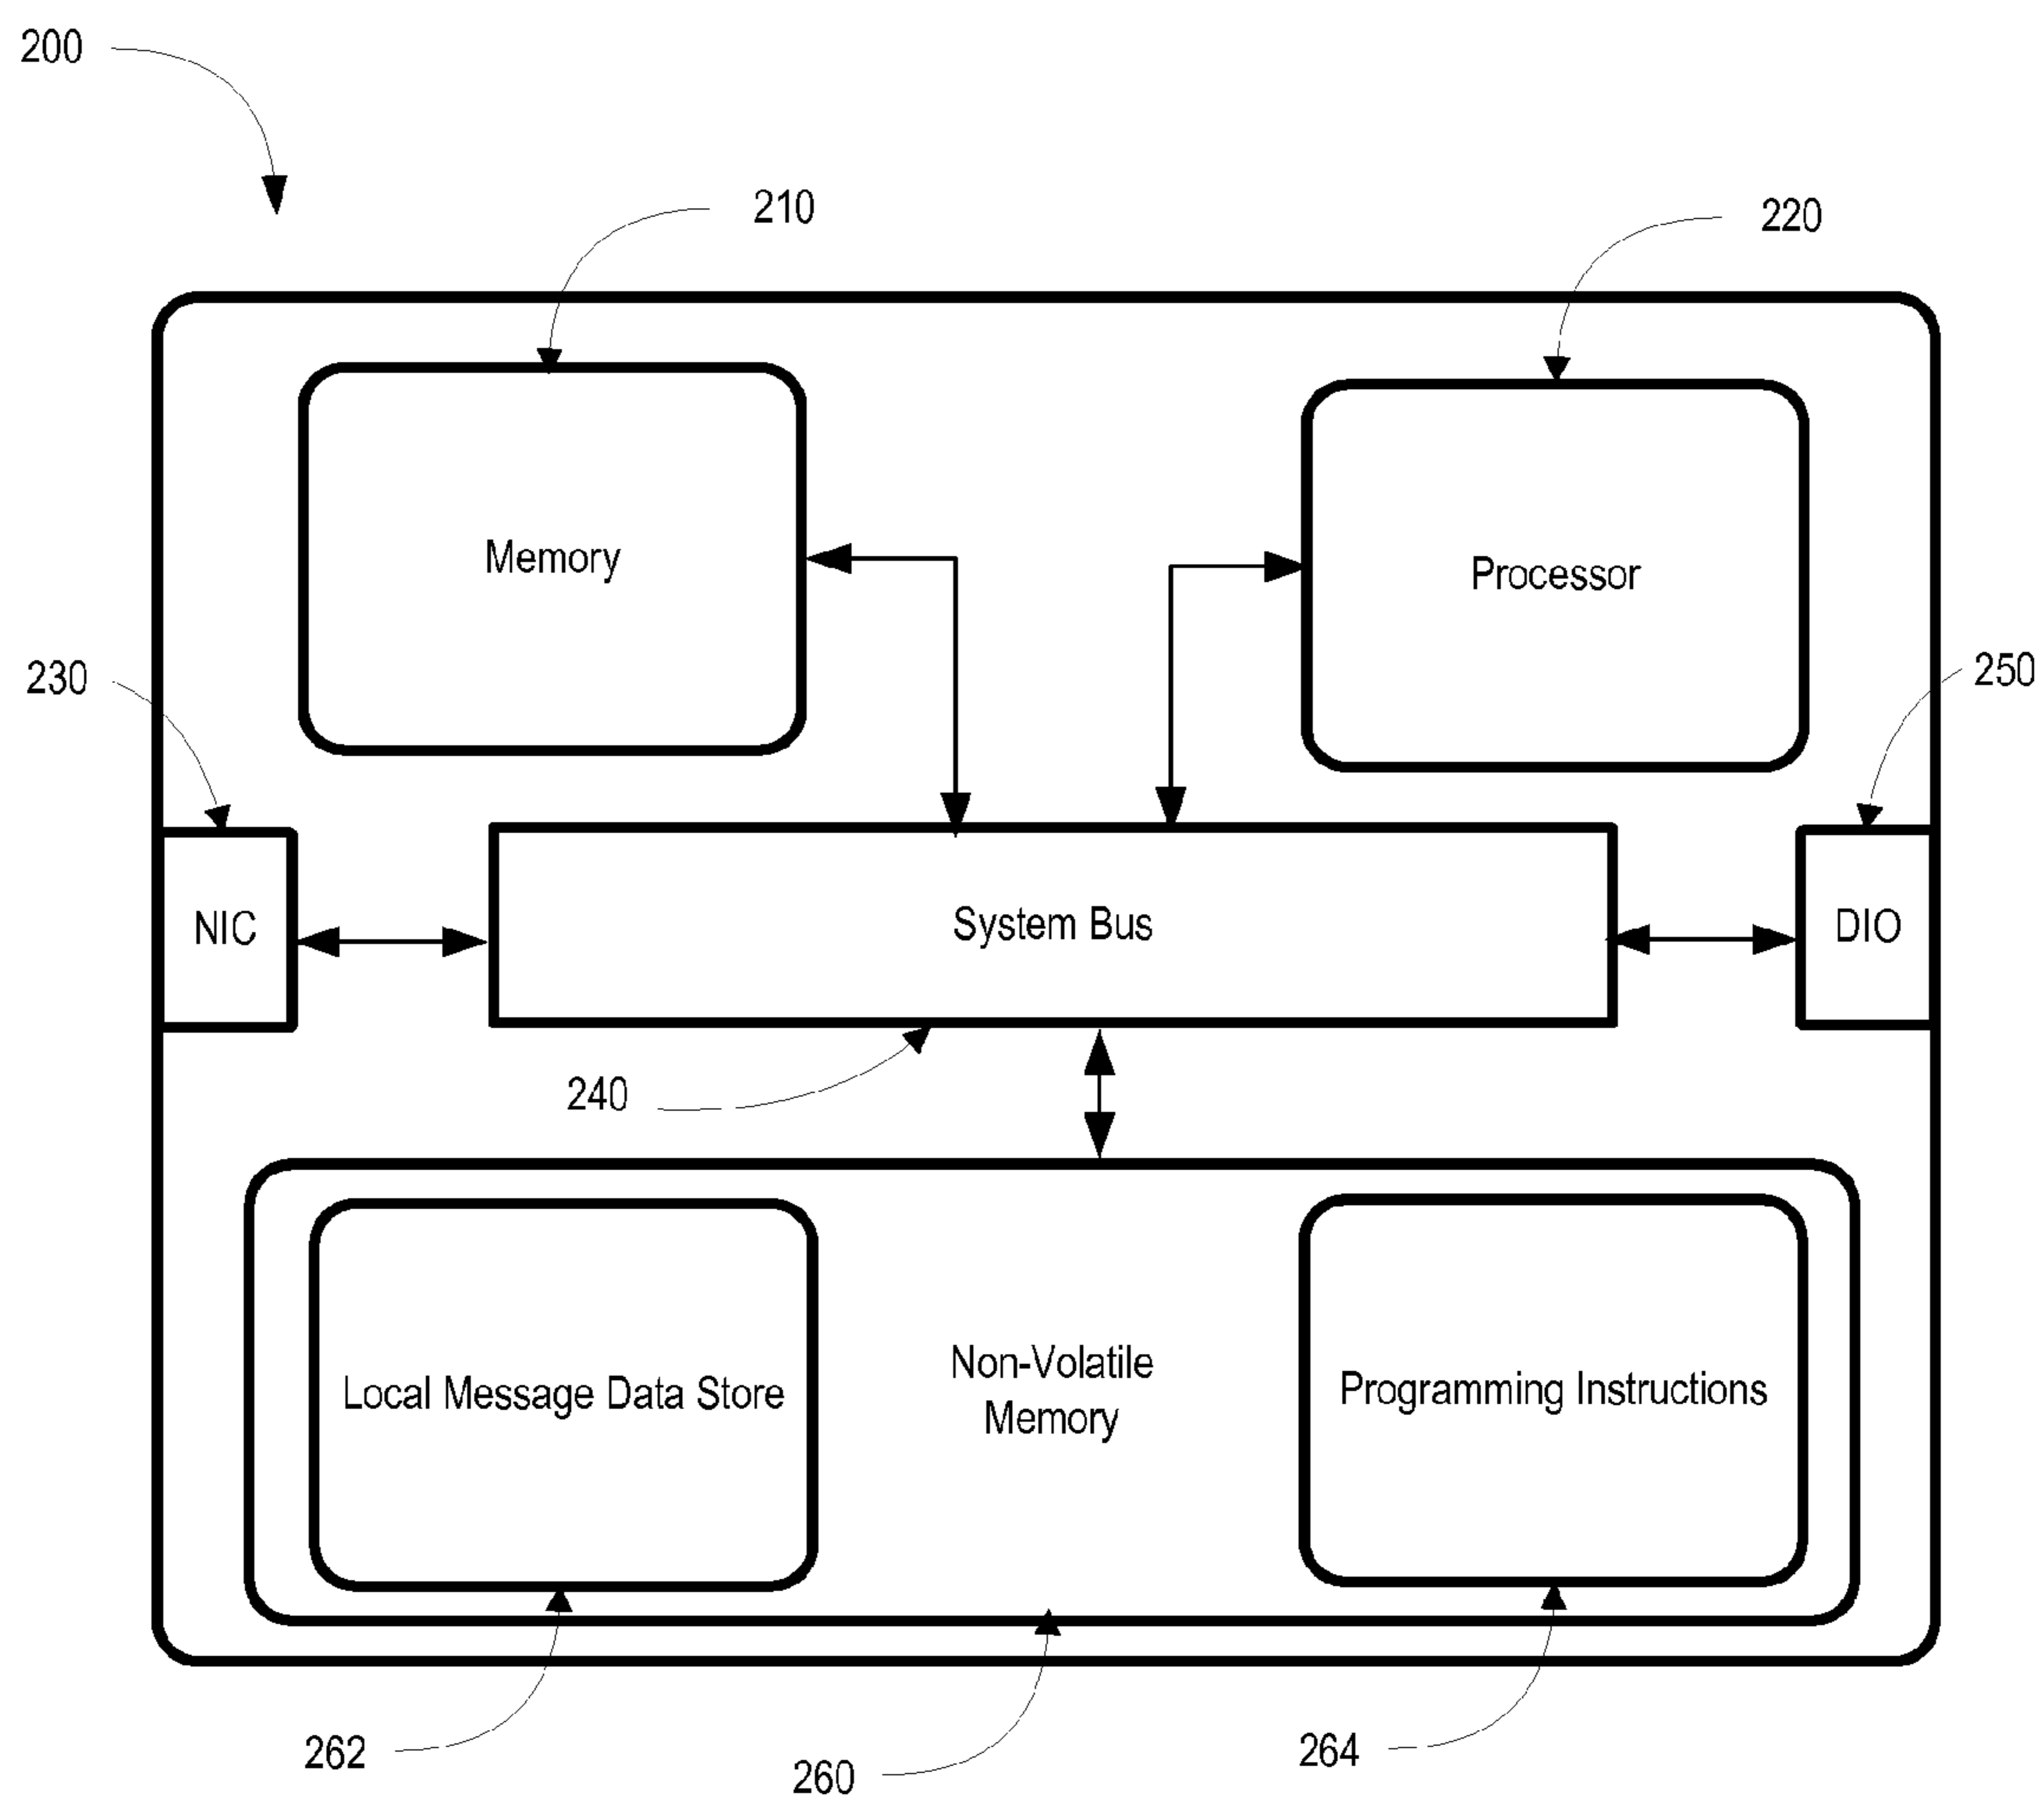 200
210
220
Memory
Processor
230
250
NIC
System Bus
DIO
240
Local Message Data Store
Non-Volatile
Memory
Programming Instructions
262
260
264